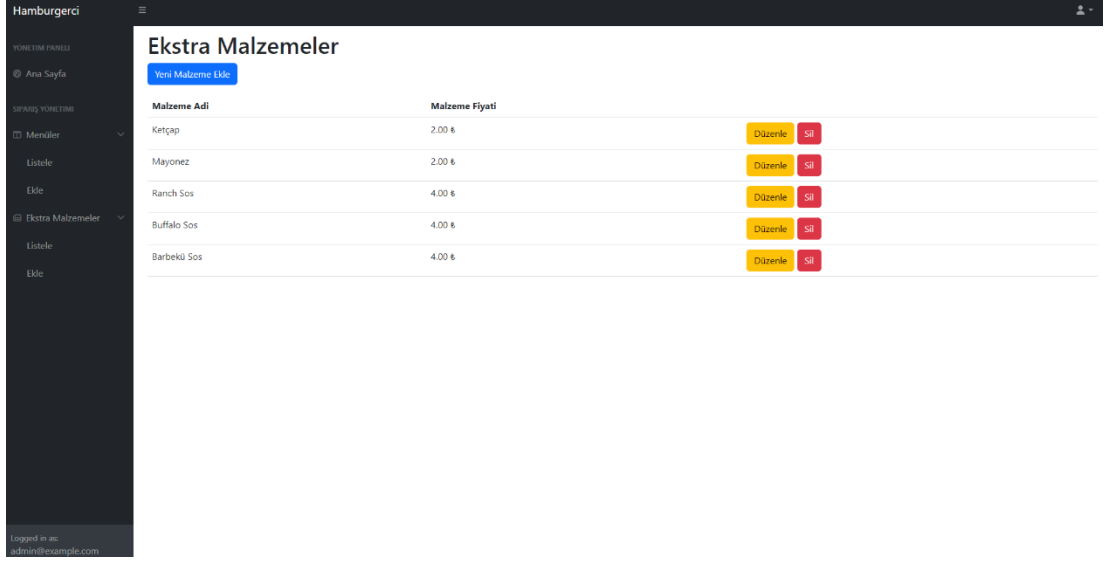 Hamburgerci
YÖNETIM PANELI
Ana Sayfa
SIPARIŞ YÖNETIMI
Menüler
Listele
Ekle
Ekstra Malzemeler
Listele
Ekle
Logged in as:
admin@example.com
Ekstra Malzemeler
Yeni Malzeme Ekle
Malzeme Adi Malzeme Fiyati
Ketçap 2.00 ₺ Düzenle Sil
Mayonez 2.00 ₺ Düzenle Sil
Ranch Sos 4.00 ₺ Düzenle Sil
Buffalo Sos 4.00 ₺ Düzenle Sil
Barbekü Sos 4.00 ₺ Düzenle Sil